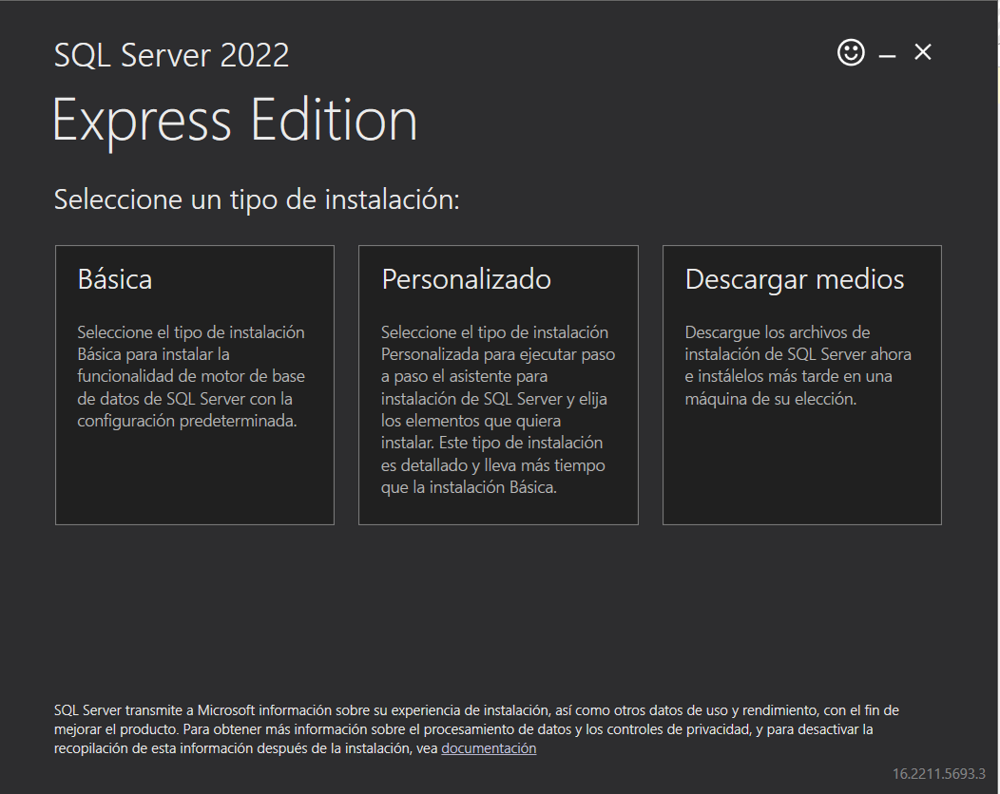 SQL Server 2022
Express Edition
Seleccione un tipo de instalación:
Básica
Seleccione el tipo de instalación
Básica para instalar la
funcionalidad de motor de base
de datos de SQL Server con la
configuración predeterminada.
Personalizado
Seleccione el tipo de instalación
Personalizada para ejecutar paso
a paso el asistente para
instalación de SQL Server y elija
los elementos que quiera
instalar. Este tipo de instalación
es detallado y lleva más tiempo
que la instalación Básica.
Descargar medios
Descargue los archivos de
instalación de SQL Server ahora
e instálelos más tarde en una
máquina de su elección.
SQL Server transmite a Microsoft información sobre su experiencia de instalación, así como otros datos de uso y rendimiento, con el fin de
mejorar el producto. Para obtener más información sobre el procesamiento de datos y los controles de privacidad, y para desactivar la
recopilación de esta información después de la instalación, vea documentación
16.2211.5693.3